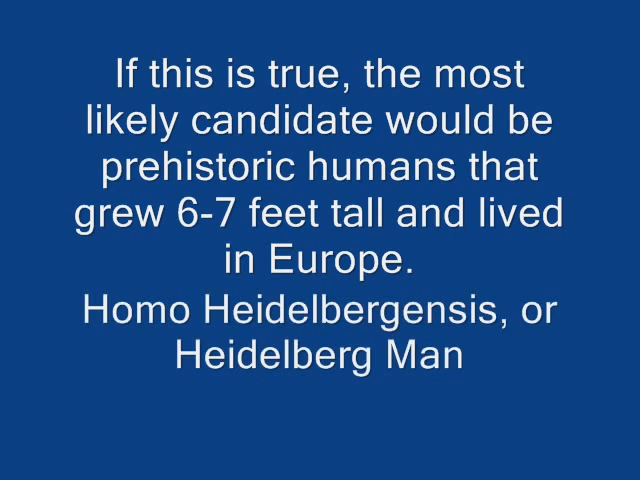 If this is true, the most
likely candidate would be
prehistoric humans that
grew 6-7 feet tall and lived
in Europe.
Homo Heidelbergensis, or
Heidelberg Man